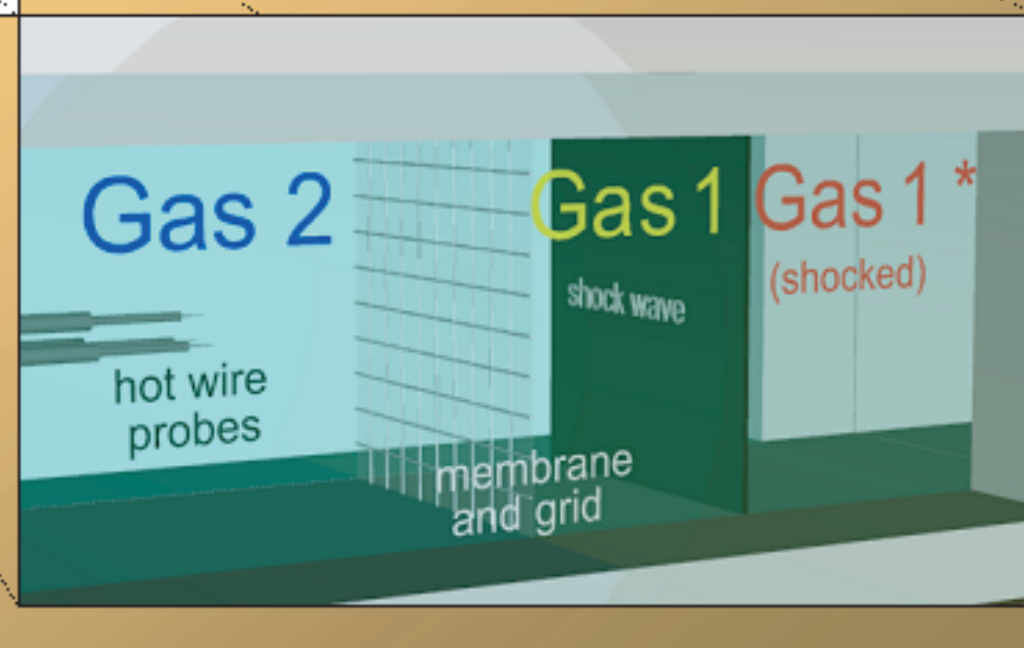 Gas 2
Gas 1
Gas 1 *
(shocked)
shock wave
hot wire
probes
membrane
and grid